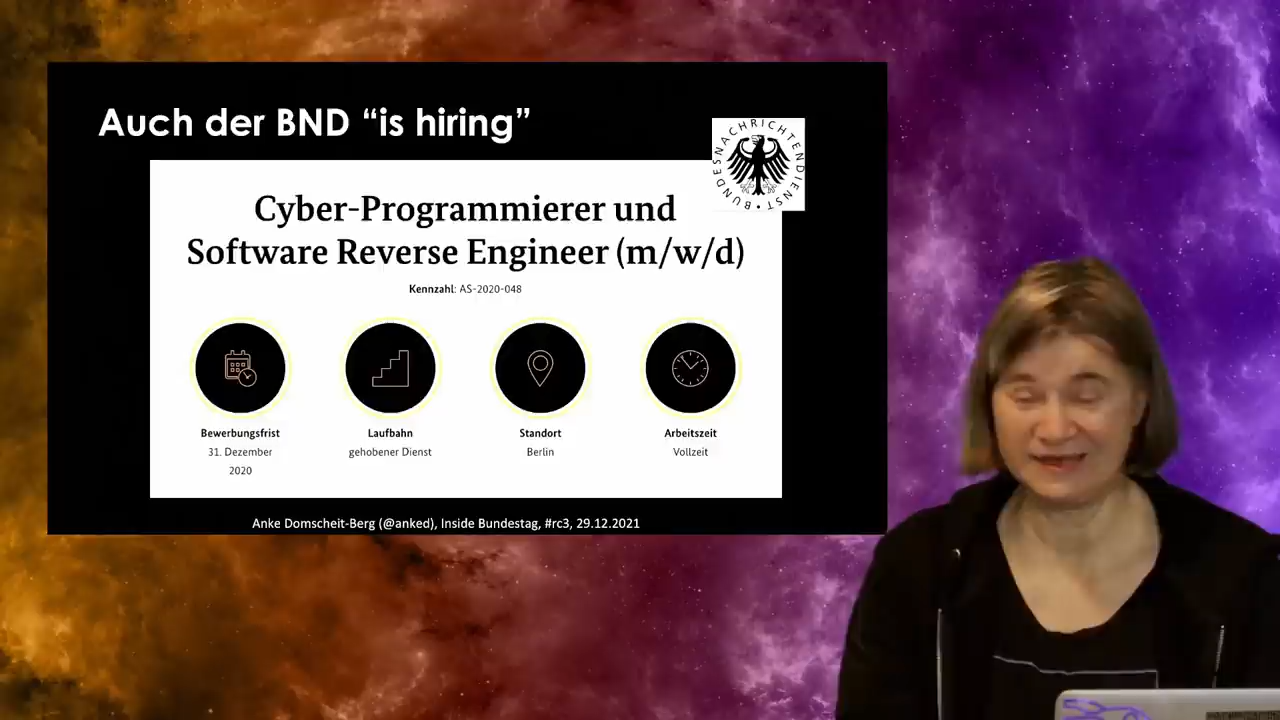 Auch der BND “is hiring”
BUNDESNACHRICHTENDIENST
Cyber-Programmierer und
Software Reverse Engineer (m/w/d)
Kennzahl: AS-2020-048
Bewerbungsfrist
31. Dezember
2020
Laufbahn
gehobener Dienst
Standort
Berlin
Arbeitszeit
Vollzeit
Anke Domscheit-Berg (@anked), Inside Bundestag, #rc3, 29.12.2021